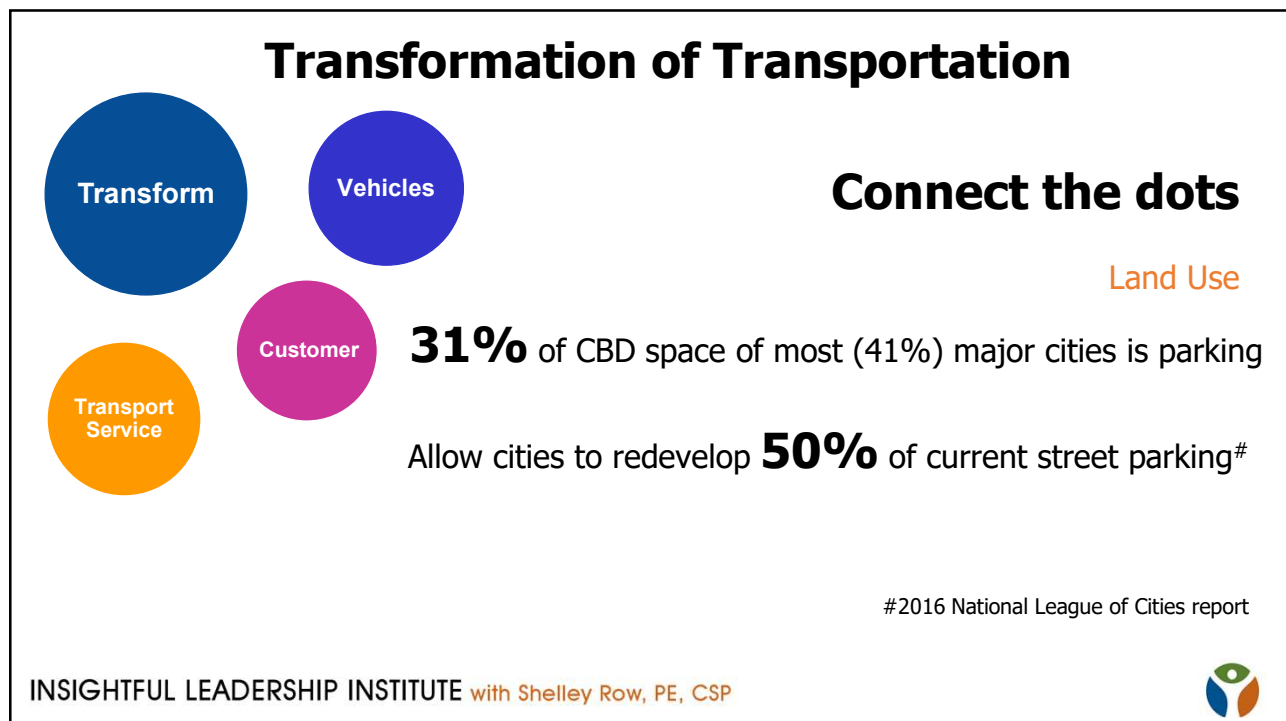 Transformation of Transportation
Transform
Vehicles
Customer
Transport
Service
Connect the dots
Land Use
31% of CBD space of most (41%) major cities is parking
Allow cities to redevelop 50% of current street parking#
#2016 National League of Cities report
INSIGHTFUL LEADERSHIP INSTITUTE with Shelley Row, PE, CSP